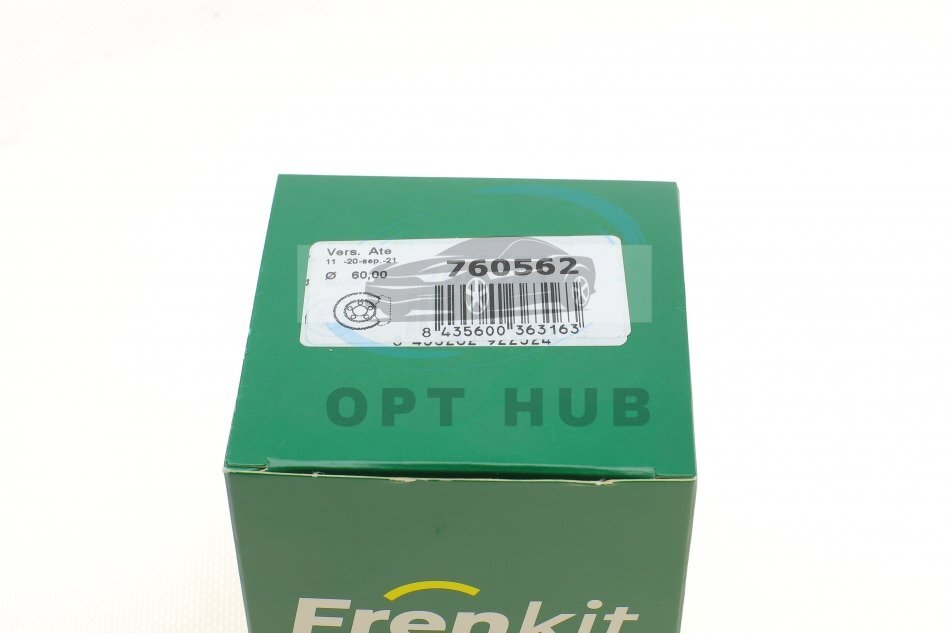 Vers. Ate
11 -20-sep.-21
Ø 60,00
760562
8 435600 363163
OPT HUB
Frenkit